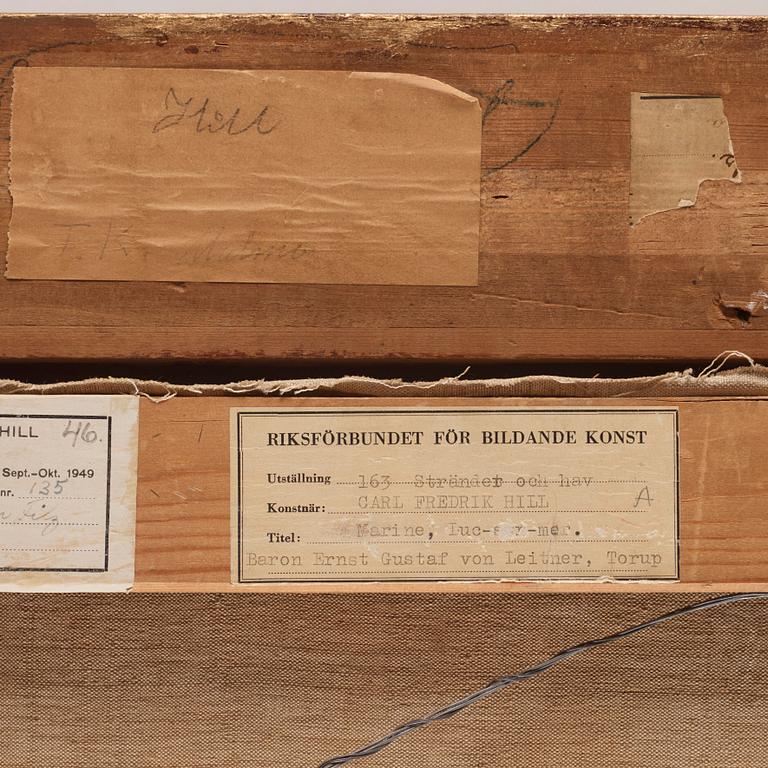 Hill
T. K.
HILL 46.
Sept.-Okt. 1949
nr. 135
RIKSFÖRBUNDET FÖR BILDANDE KONST
Utställning 163 Stränder och hav
Konstnär: CARL FREDRIK HILL A
Titel: Marine, Luc-sur-mer.
Baron Ernst Gustaf von Leitner, Torup